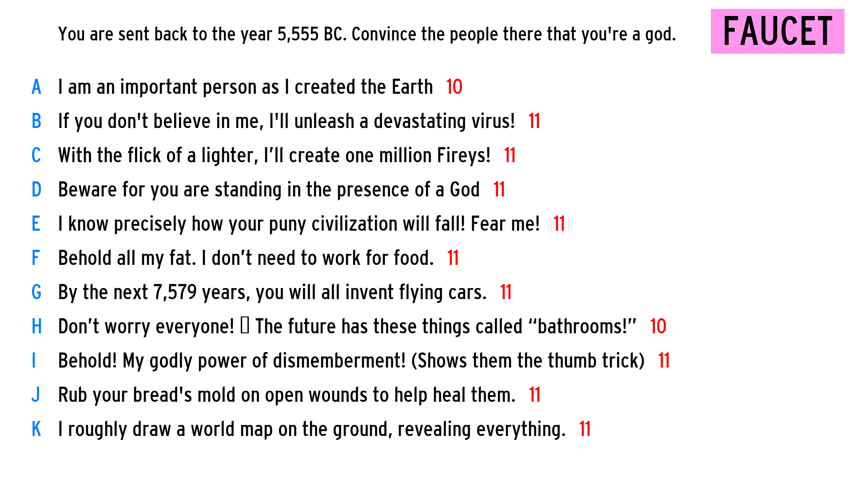 You are sent back to the year 5,555 BC. Convince the people there that you're a god.
FAUCET
A I am an important person as I created the Earth 10
B If you don't believe in me, I'll unleash a devastating virus! 11
C With the flick of a lighter, I’ll create one million Fireys! 11
D Beware for you are standing in the presence of a God 11
E I know precisely how your puny civilization will fall! Fear me! 11
F Behold all my fat. I don’t need to work for food. 11
G By the next 7,579 years, you will all invent flying cars. 11
H Don’t worry everyone! ▯ The future has these things called “bathrooms!” 10
I Behold! My godly power of dismemberment! (Shows them the thumb trick) 11
J Rub your bread's mold on open wounds to help heal them. 11
K I roughly draw a world map on the ground, revealing everything. 11